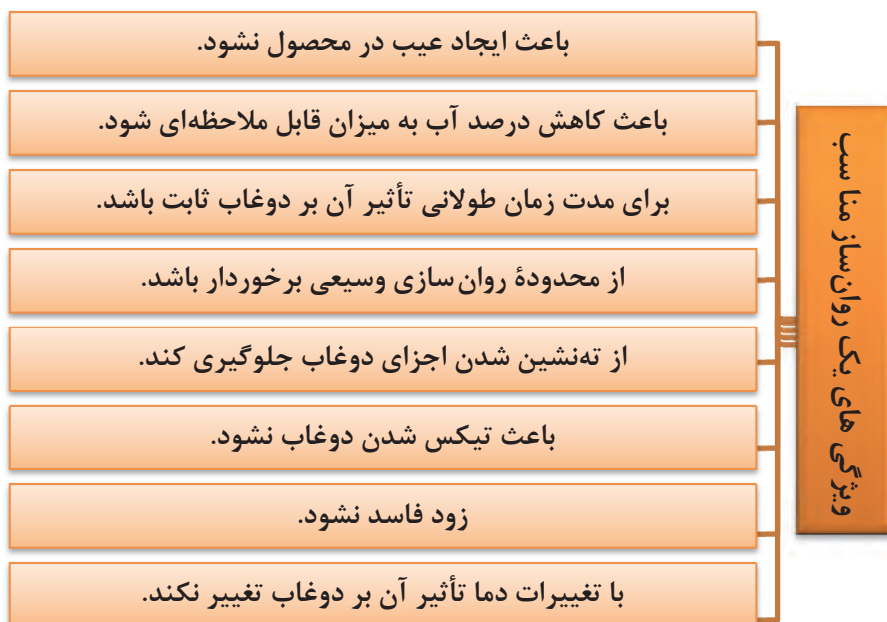 ویژگی های یک روان‌ساز منا سب
باعث ایجاد عیب در محصول نشود.
باعث کاهش درصد آب به میزان قابل ملاحظه‌ای شود.
برای مدت زمان طولانی تأثیر آن بر دوغاب ثابت باشد.
از محدودۀ روان‌سازی وسیعی برخوردار باشد.
از ته‌نشین شدن اجزای دوغاب جلوگیری کند.
باعث تیکس شدن دوغاب نشود.
زود فاسد نشود.
با تغییرات دما تأثیر آن بر دوغاب تغییر نکند.